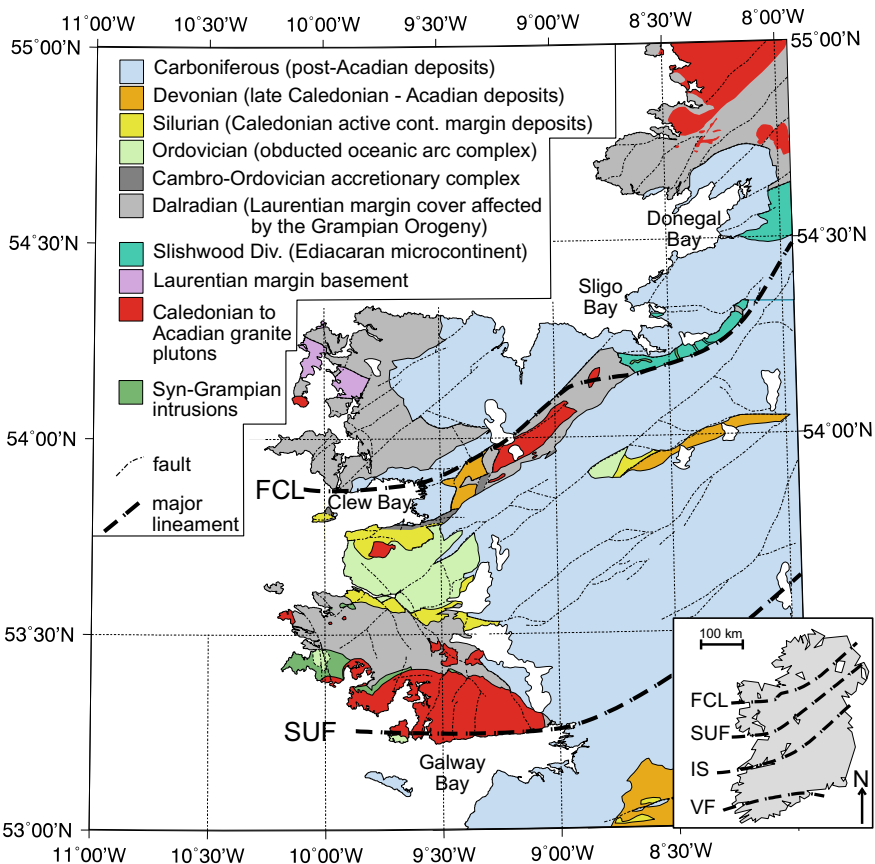 11°00'W 10°30'W 10°00'W 9°30'W 9°00'W 8°30'W 8°00'W
55°00'N 55°00'N
Carboniferous (post-Acadian deposits)
Devonian (late Caledonian - Acadian deposits)
Silurian (Caledonian active cont. margin deposits)
Ordovician (obducted oceanic arc complex)
Cambro-Ordovician accretionary complex
Dalradian (Laurentian margin cover affected
by the Grampian Orogeny)
Slishwood Div. (Ediacaran microcontinent)
Laurentian margin basement
Caledonian to
Acadian granite
plutons
Syn-Grampian
intrusions
fault
major
lineament
Donegal
Bay
54°30'N 54°30'N
Sligo
Bay
54°00'N 54°00'N
FCL
Clew Bay
53°30'N
SUF
Galway
Bay
53°00'N
100 km
FCL
SUF
IS
VF
N
11°00'W 10°30'W 10°00'W 9°30'W 9°00'W 8°30'W